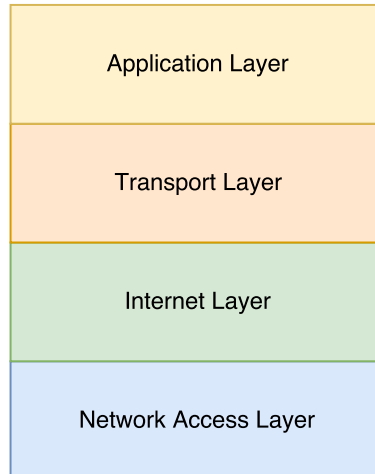 Application Layer
Transport Layer
Internet Layer
Network Access Layer